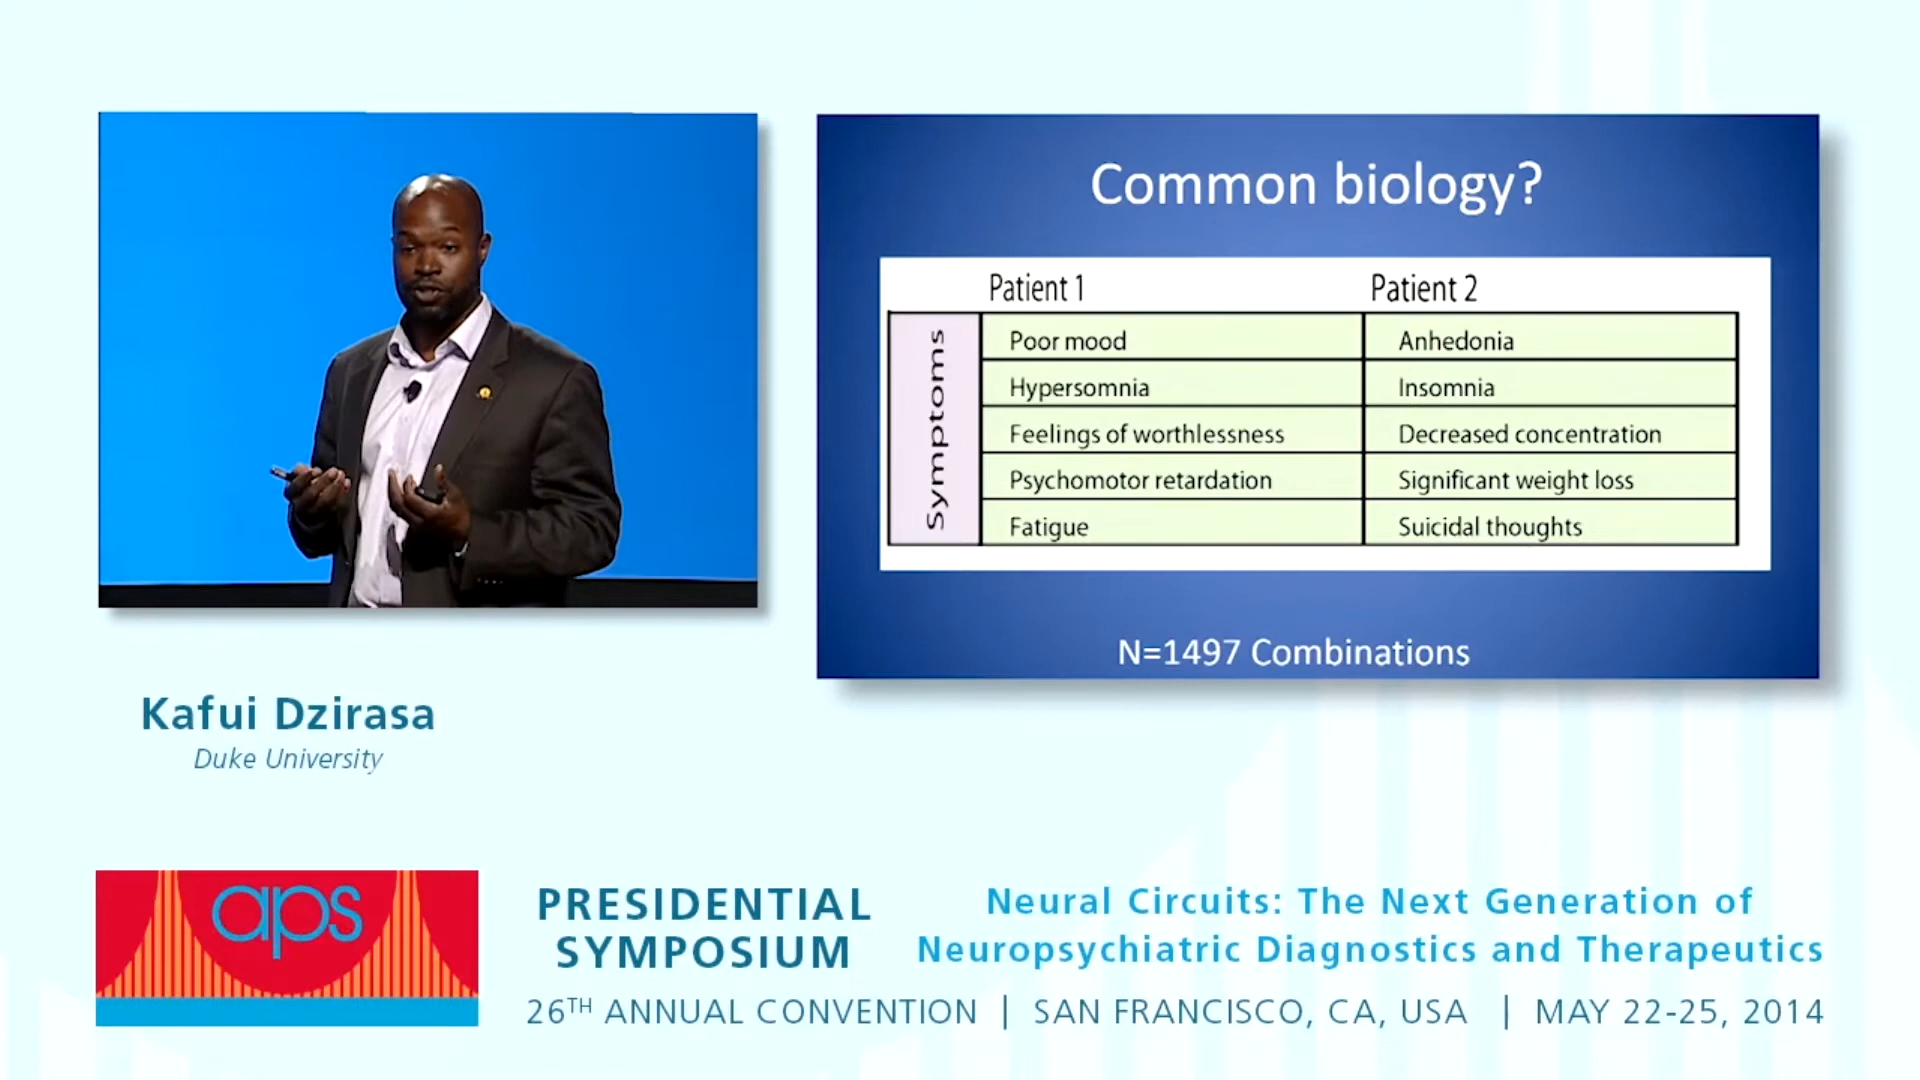 Common biology?
Patient 1 Patient 2
Symptoms
Poor mood Anhedonia
Hypersomnia Insomnia
Feelings of worthlessness Decreased concentration
Psychomotor retardation Significant weight loss
Fatigue Suicidal thoughts
N=1497 Combinations
Kafui Dzirasa
Duke University
aps
PRESIDENTIAL
SYMPOSIUM
Neural Circuits: The Next Generation of
Neuropsychiatric Diagnostics and Therapeutics
26TH ANNUAL CONVENTION | SAN FRANCISCO, CA, USA | MAY 22-25, 2014